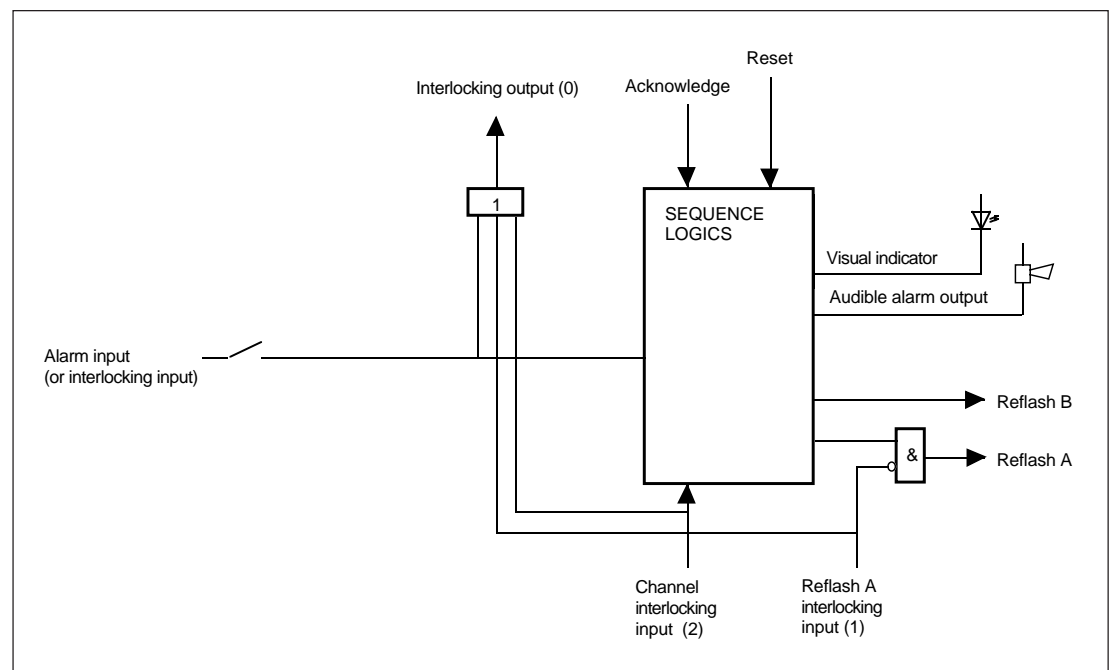 Reset
Interlocking output (0)
Acknowledge
1
SEQUENCE
LOGICS
Visual indicator
Audible alarm output
Alarm input
(or interlocking input)
Reflash B
&
Reflash A
Channel
interlocking
input (2)
Reflash A
interlocking
input (1)